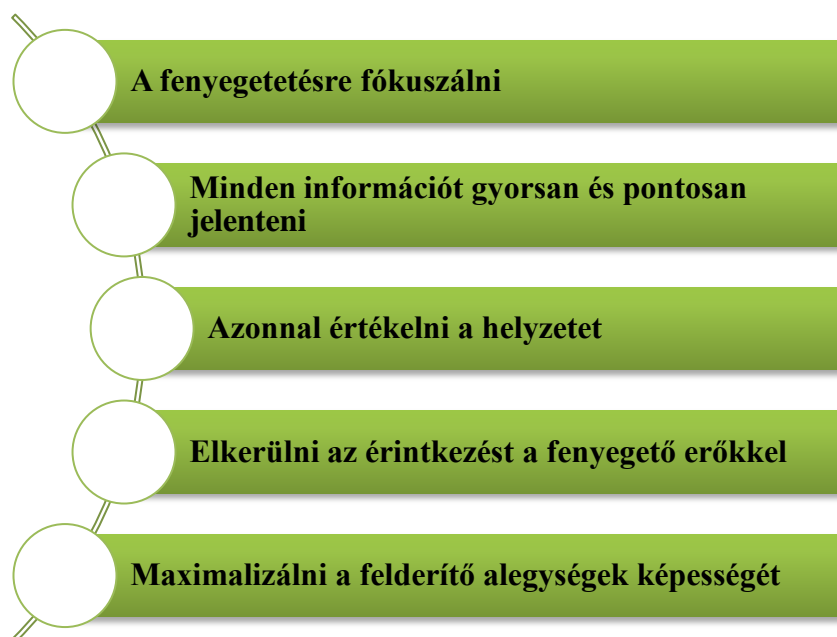 A fenyegetetésre fókuszálni
Minden információt gyorsan és pontosan
jelenteni
Azonnal értékelni a helyzetet
Elkerülni az érintkezést a fenyegető erőkkel
Maximalizálni a felderítő alegységek képességét